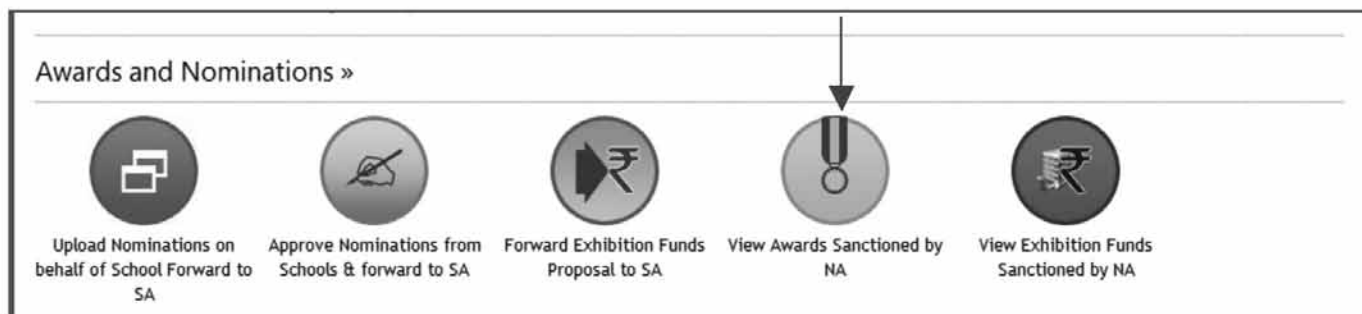 Awards and Nominations »
Upload Nominations on
behalf of School Forward to
SA
Approve Nominations from
Schools & forward to SA
Forward Exhibition Funds
Proposal to SA
View Awards Sanctioned by
NA
View Exhibition Funds
Sanctioned by NA